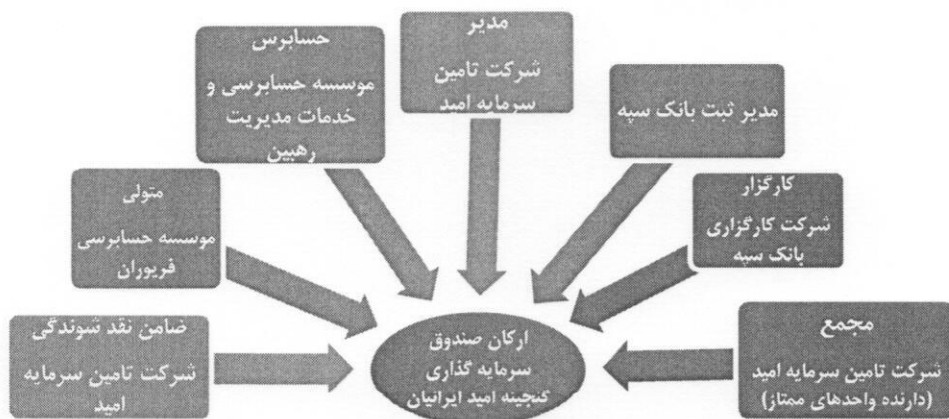 مدیر
شرکت تامین
سرمایه امید
حسابرس
موسسه حسابرسی و
خدمات مدیریت
رهبین
مدیر ثبت بانک سپه
متولی
موسسه حسابرسی
فریوران
کارگزار
شرکت کارگزاری
بانک سپه
ضامن نقد شوندگی
شرکت تامین سرمایه
امید
مجمع
شرکت تامین سرمایه امید
(دارنده واحدهای ممتاز)
ارکان صندوق
سرمایه گذاری
گنجینه امید ایرانیان